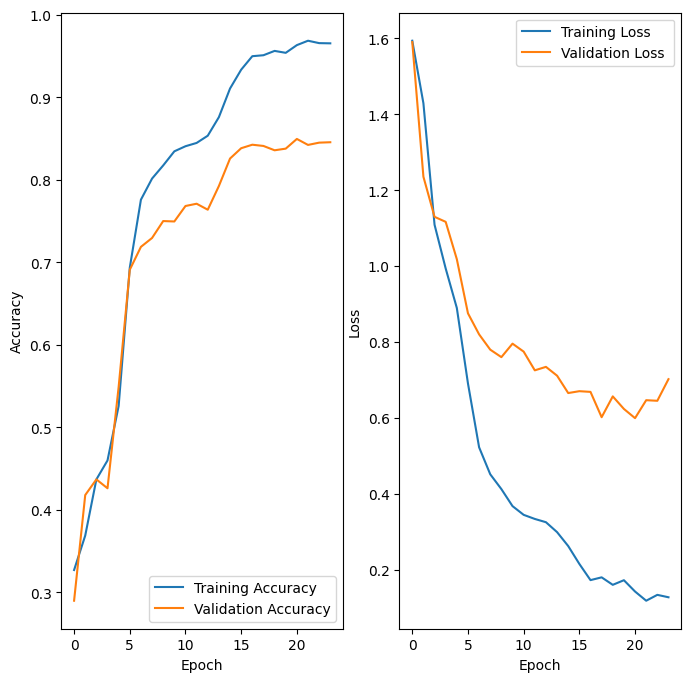 1.0
0.9
0.8
0.7
0.6
0.5
0.4
0.3
Accuracy
0 5 10 15 20
Epoch
Training Accuracy
Validation Accuracy
1.6
1.4
1.2
1.0
0.8
0.6
0.4
0.2
Loss
0 5 10 15 20
Epoch
Training Loss
Validation Loss